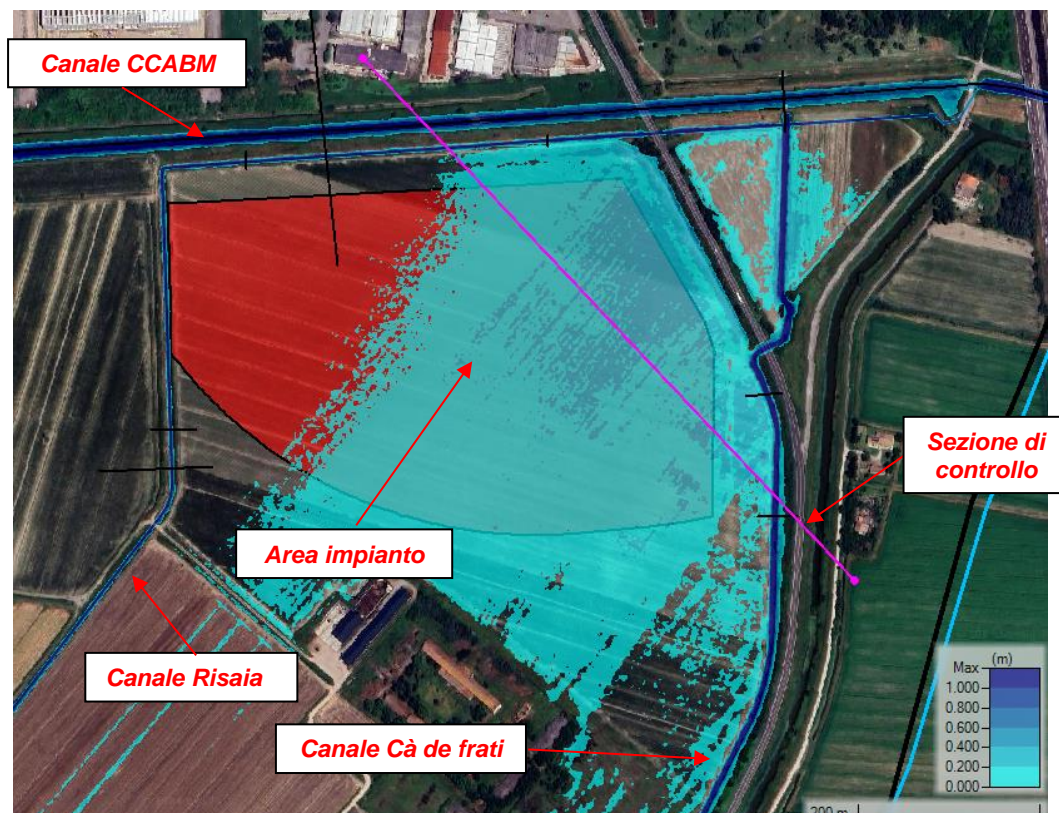 Canale CCABM
Sezione di
controllo
Area impianto
Canale Risaia
Canale Cà de frati
(m)
Max
1.000
0.800
0.600
0.400
0.200
0.000
200 m